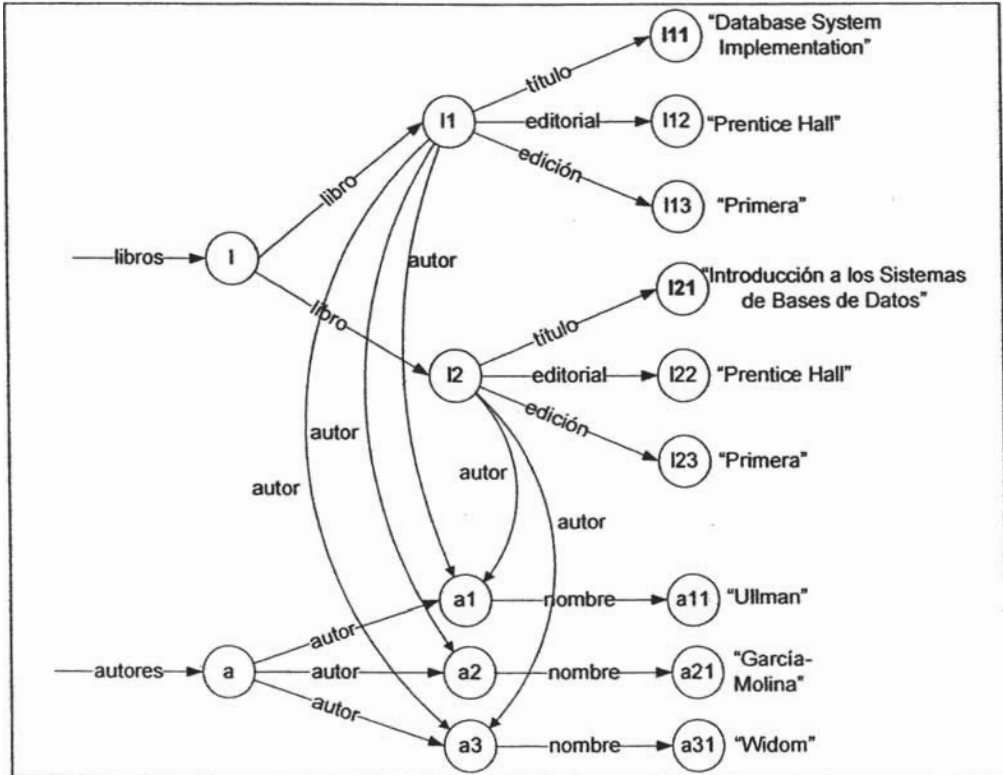 l11
"Database System
Implementation"
título
l1
editorial
l12
"Prentice Hall"
edición
libro
l13
"Primera"
libros
l
autor
libro
l21
"Introducción a los Sistemas
de Bases de Datos"
título
l2
editorial
l22
"Prentice Hall"
edición
autor
l23
"Primera"
autor
autor
autor
a1
nombre
a11
"Ullman"
autor
autores
a
autor
a2
nombre
a21
"García-
Molina"
autor
a3
nombre
a31
"Widom"